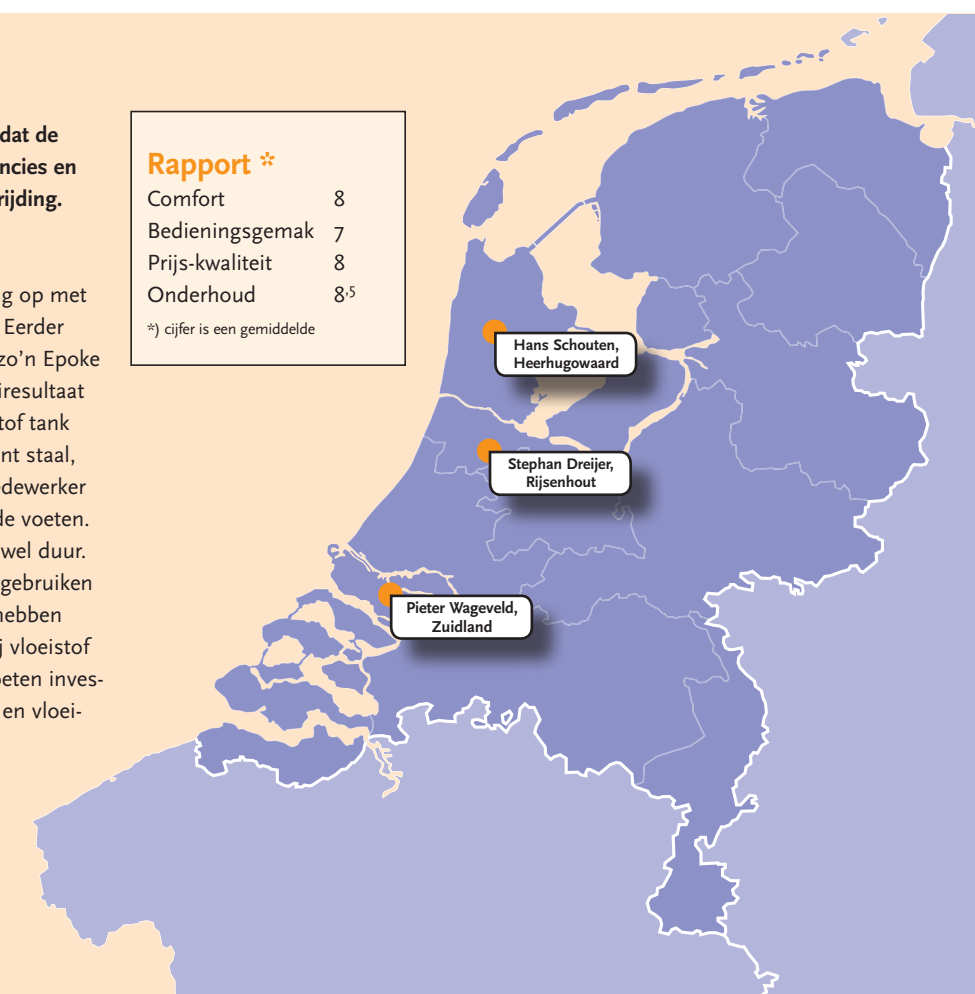 dat de
ncies en
rijding.
g op met
Eerder
zo'n Epoke
iresultaat
tof tank
nt staal,
edewerker
de voeten.
wel duur.
gebruiken
hebben
j vloeistof
oeten inves-
en vloei-
Rapport *
Comfort 8
Bedieningsgemak 7
Prijs-kwaliteit 8
Onderhoud 8,5
*) cijfer is een gemiddelde
Hans Schouten,
Heerhugowaard
Stephan Dreijer,
Rijsenhout
Pieter Wageveld,
Zuidland